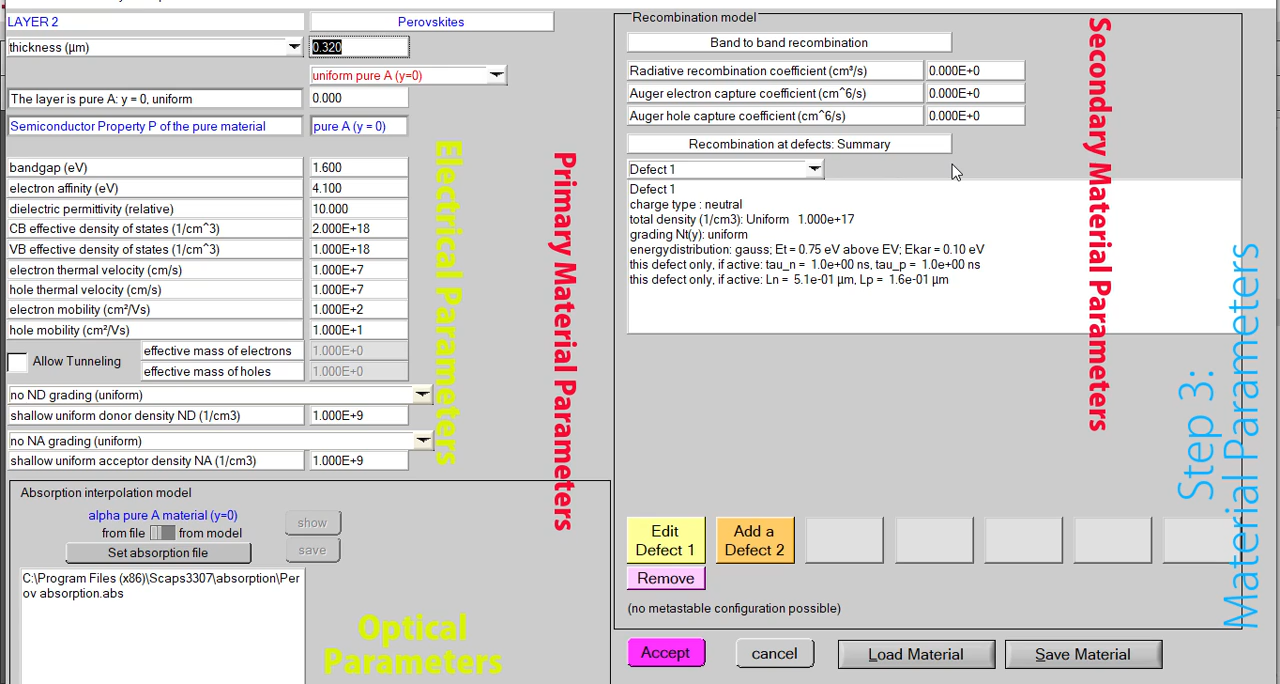 LAYER 2
Perovskites
thickness (µm)
0.320
uniform pure A (y=0)
The layer is pure A: y = 0, uniform
0.000
Semiconductor Property P of the pure material
pure A (y = 0)
bandgap (eV)
1.600
electron affinity (eV)
4.100
dielectric permittivity (relative)
10.000
CB effective density of states (1/cm^3)
2.000E+18
VB effective density of states (1/cm^3)
1.000E+18
electron thermal velocity (cm/s)
1.000E+7
hole thermal velocity (cm/s)
1.000E+7
electron mobility (cm²/Vs)
1.000E+2
hole mobility (cm²/Vs)
1.000E+1
Allow Tunneling
effective mass of electrons
1.000E+0
effective mass of holes
1.000E+0
no ND grading (uniform)
shallow uniform donor density ND (1/cm3)
1.000E+9
no NA grading (uniform)
shallow uniform acceptor density NA (1/cm3)
1.000E+9
Electrical Parameters
Primary Material Parameters
Absorption interpolation model
alpha pure A material (y=0)
from file
from model
show
Set absorption file
save
C:\Program Files (x86)\Scaps3307\absorption\Per
ov absorption.abs
Optical
Parameters
Recombination model
Band to band recombination
Radiative recombination coefficient (cm³/s)
0.000E+0
Auger electron capture coefficient (cm^6/s)
0.000E+0
Auger hole capture coefficient (cm^6/s)
0.000E+0
Recombination at defects: Summary
Defect 1
Defect 1
charge type : neutral
total density (1/cm3): Uniform 1.000e+17
grading Nt(y): uniform
energydistribution: gauss; Et = 0.75 eV above EV; Ekar = 0.10 eV
this defect only, if active: tau_n = 1.0e+00 ns, tau_p = 1.0e+00 ns
this defect only, if active: Ln = 5.1e-01 µm, Lp = 1.6e-01 µm
Secondary Material Parameters
Step 3:
Material Parameters
Edit
Defect 1
Add a
Defect 2
Remove
(no metastable configuration possible)
Accept
cancel
Load Material
Save Material